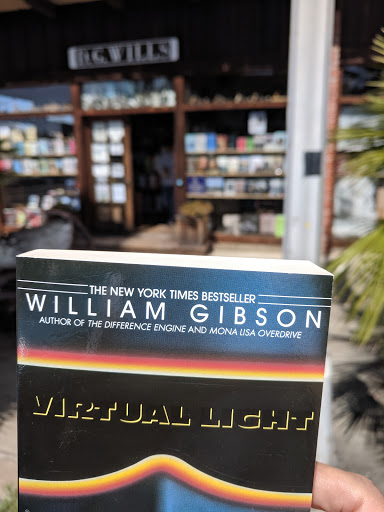 D.G. WILLS
THE NEW YORK TIMES BESTSELLER
WILLIAM GIBSON
AUTHOR OF THE DIFFERENCE ENGINE AND MONA LISA OVERDRIVE
VIRTUAL LIGHT